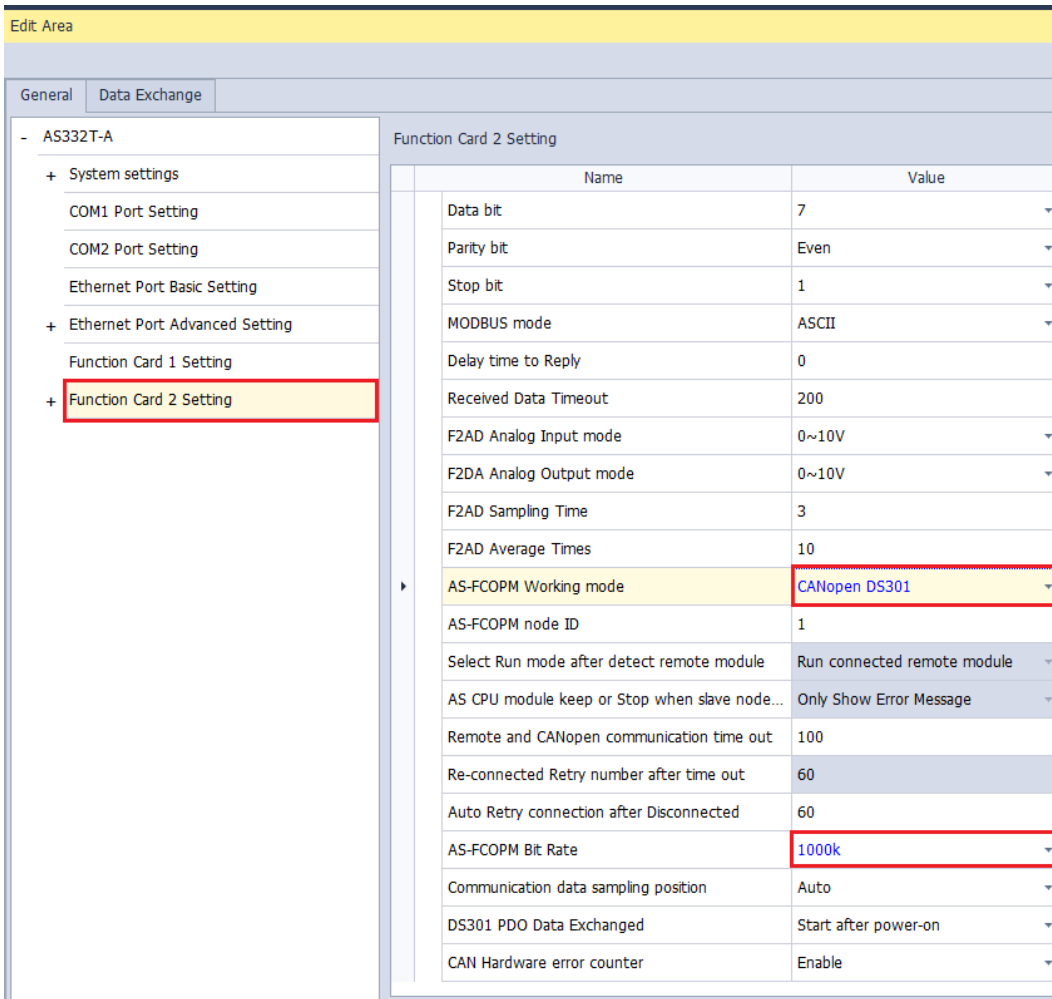 Edit Area
General Data Exchange
- AS332T-A
+ System settings
COM1 Port Setting
COM2 Port Setting
Ethernet Port Basic Setting
+ Ethernet Port Advanced Setting
Function Card 1 Setting
+ Function Card 2 Setting
Function Card 2 Setting
Name Value
Data bit 7
Parity bit Even
Stop bit 1
MODBUS mode ASCII
Delay time to Reply 0
Received Data Timeout 200
F2AD Analog Input mode 0~10V
F2DA Analog Output mode 0~10V
F2AD Sampling Time 3
F2AD Average Times 10
AS-FCOPM Working mode CANopen DS301
AS-FCOPM node ID 1
Select Run mode after detect remote module Run connected remote module
AS CPU module keep or Stop when slave node... Only Show Error Message
Remote and CANopen communication time out 100
Re-connected Retry number after time out 60
Auto Retry connection after Disconnected 60
AS-FCOPM Bit Rate 1000k
Communication data sampling position Auto
DS301 PDO Data Exchanged Start after power-on
CAN Hardware error counter Enable